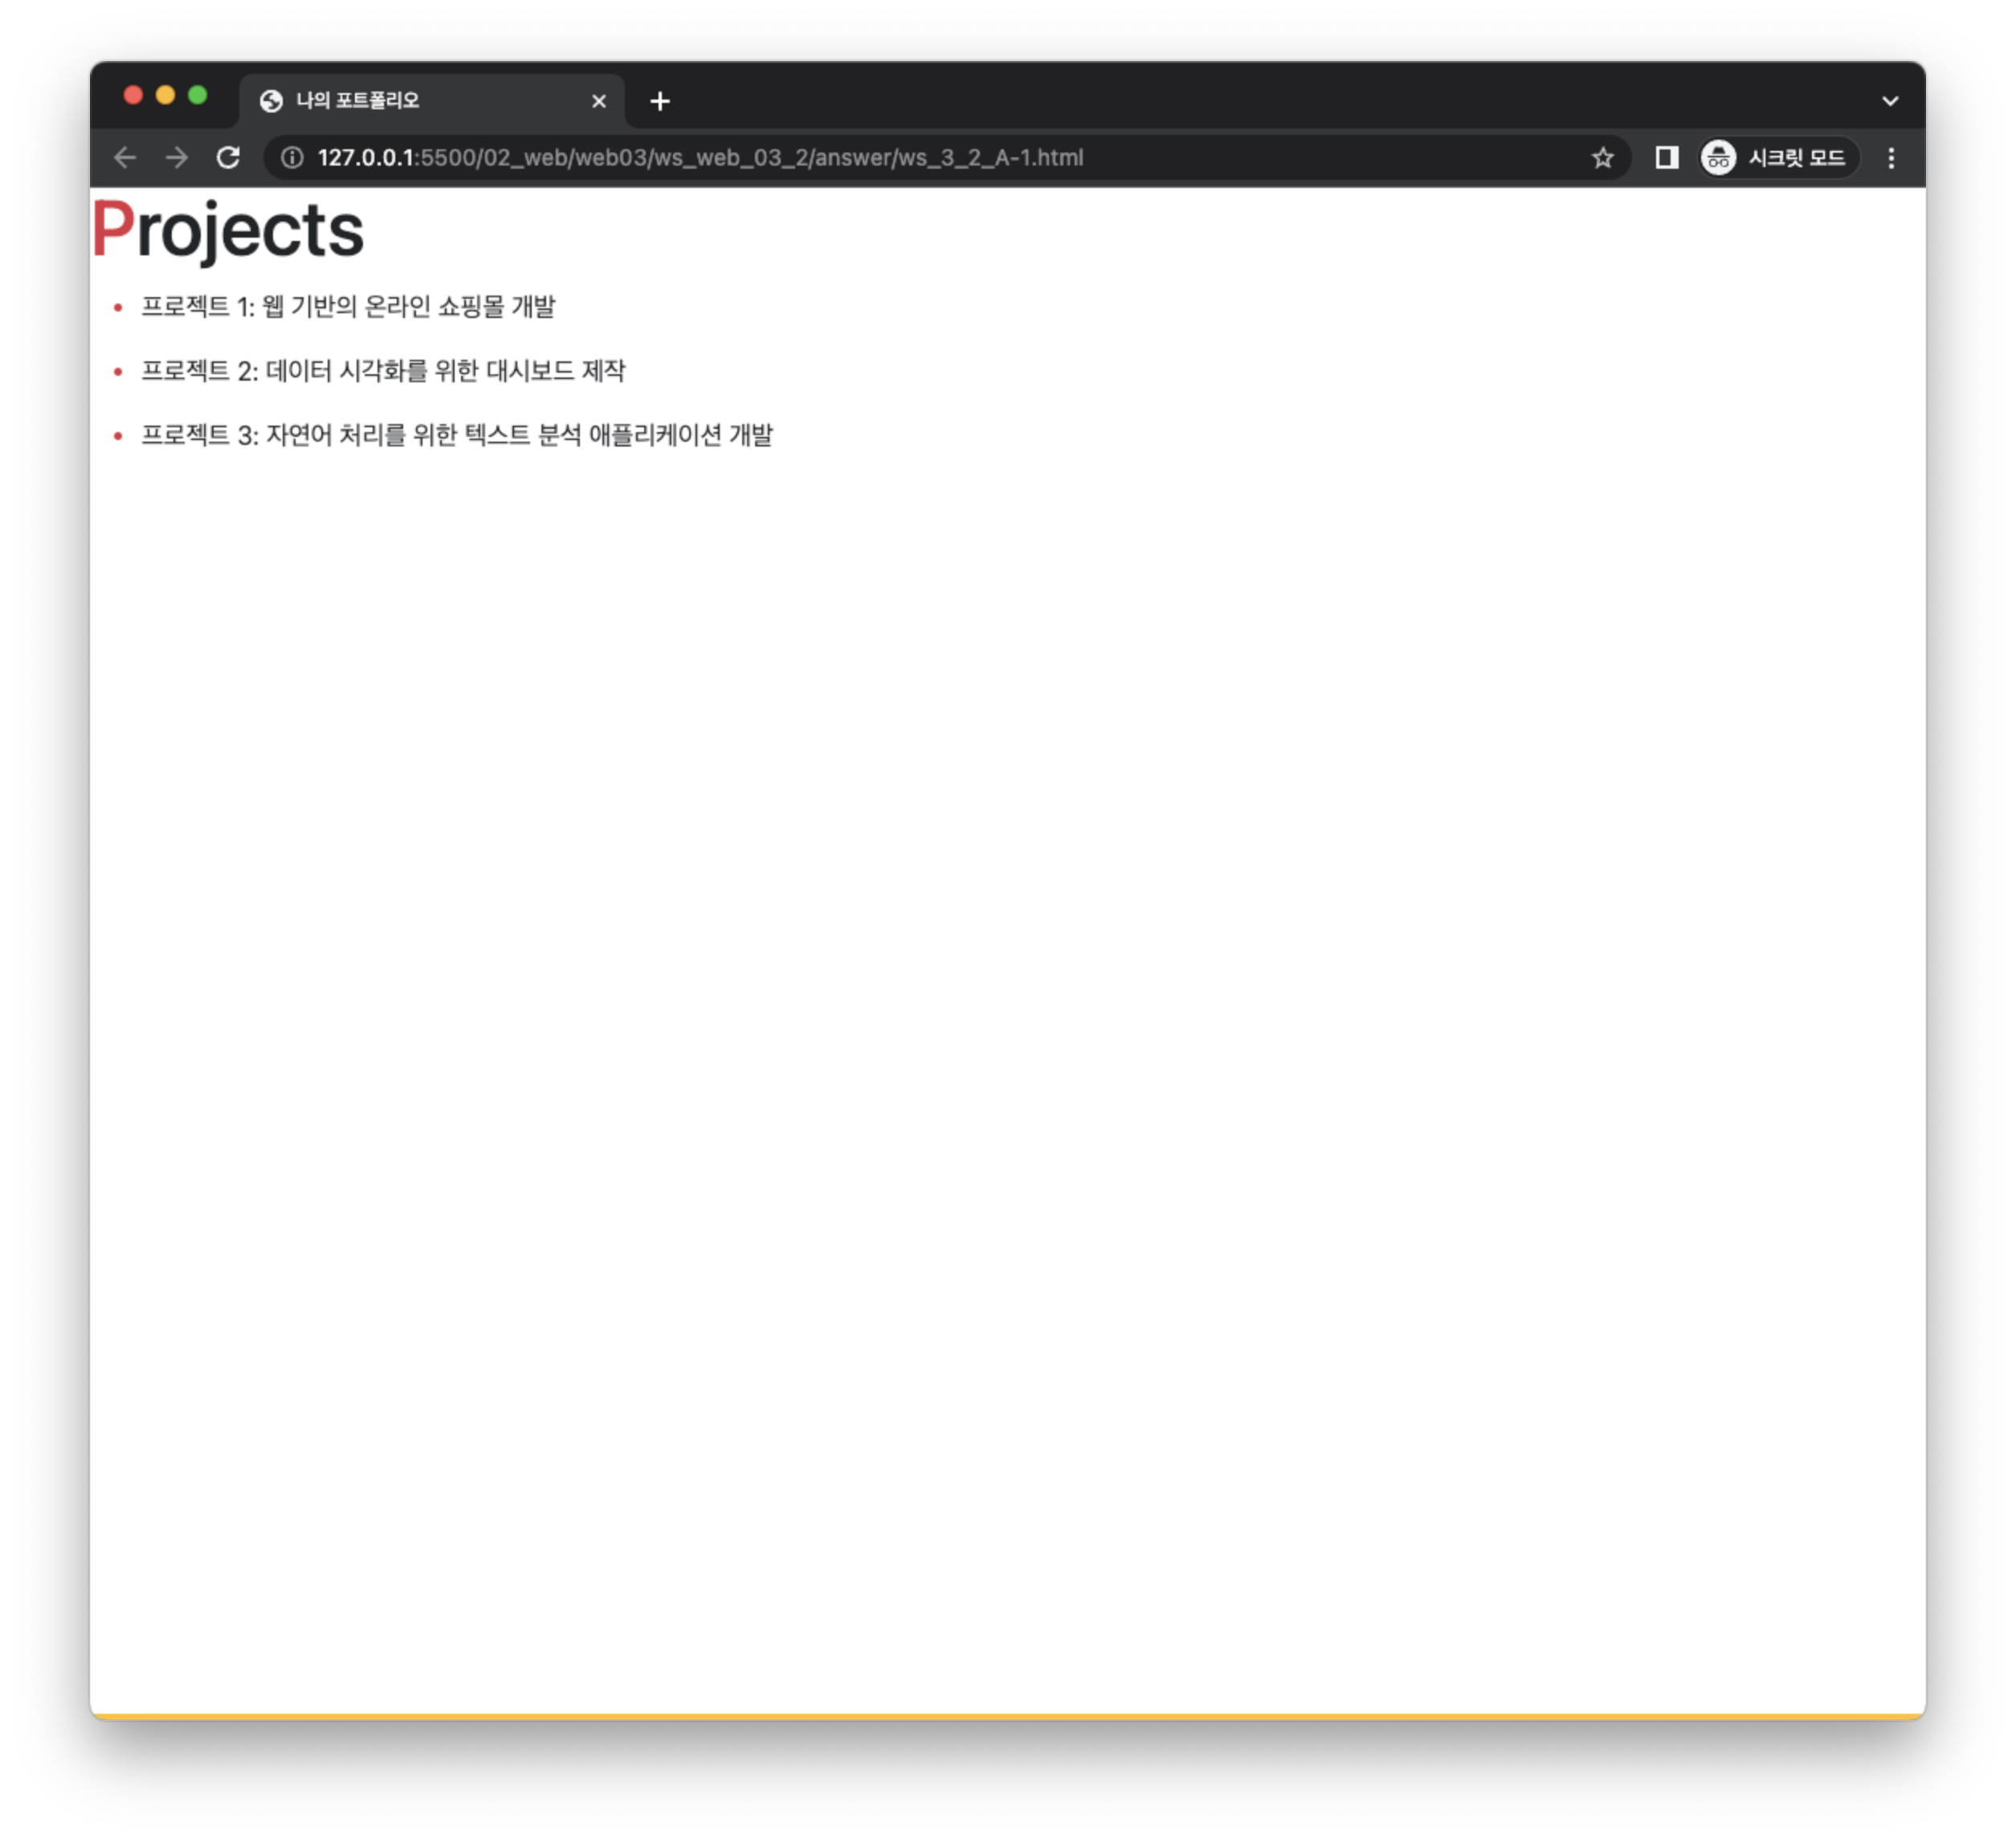 나의 포트폴리오
127.0.0.1:5500/02_web/web03/ws_web_03_2/answer/ws_3_2_A-1.html
시크릿 모드
Projects
• 프로젝트 1: 웹 기반의 온라인 쇼핑몰 개발
• 프로젝트 2: 데이터 시각화를 위한 대시보드 제작
• 프로젝트 3: 자연어 처리를 위한 텍스트 분석 애플리케이션 개발